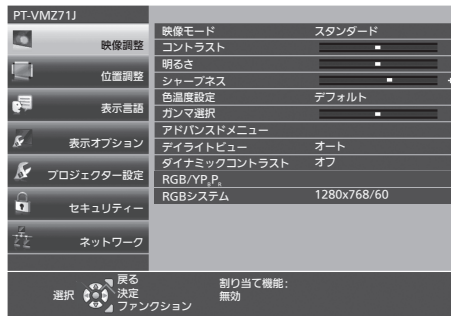 PT-VMZ71J
映像調整
位置調整
表示言語
表示オプション
プロジェクター設定
セキュリティー
ネットワーク
映像モード スタンダード
コントラスト
明るさ
シャープネス
色温度設定 デフォルト
ガンマ選択
アドバンスドメニュー
デイライトビュー オート
ダイナミックコントラスト オフ
RGB/YPBPR
RGBシステム 1280x768/60
選択
戻る
決定
ファンクション
割り当て機能:
無効